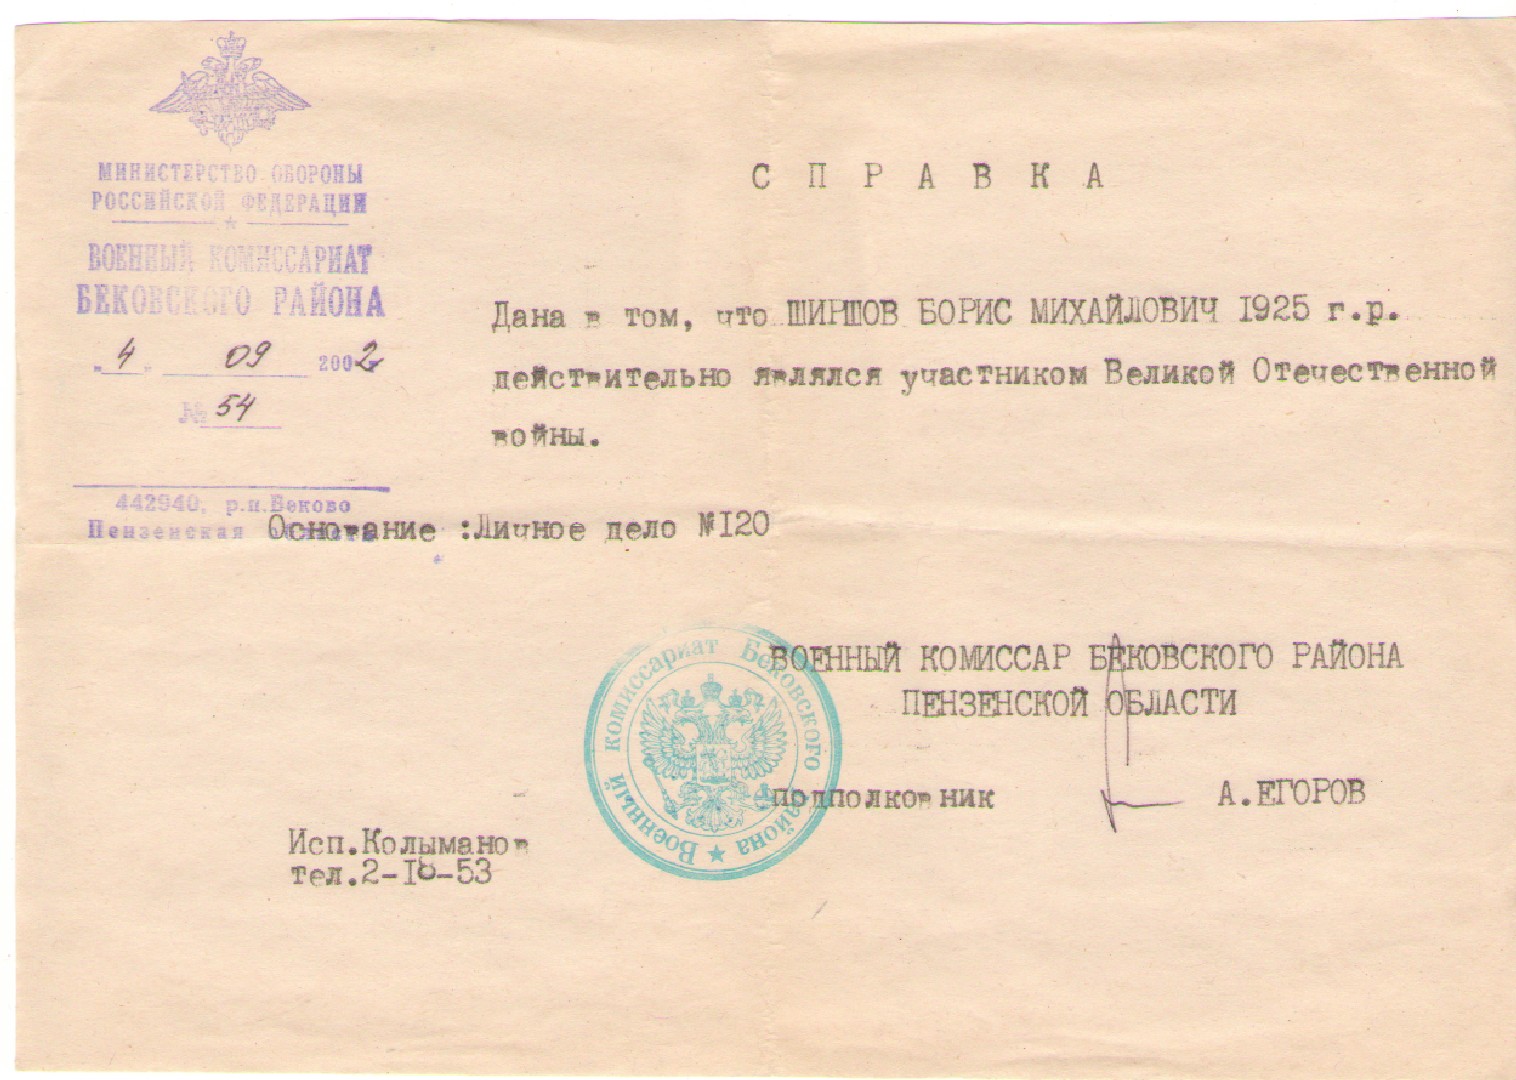 МИНИСТЕРСТВО ОБОРОНЫ
РОССИЙСКОЙ ФЕДЕРАЦИИ
ВОЕННЫЙ КОМИССАРИАТ
БЕКОВСКОГО РАЙОНА
"4" 09 2002
№ 54
442940, р.п.Беково
Пензенская
С П Р А В К А
Дана в том, что ШИРШОВ БОРИС МИХАЙЛОВИЧ 1925 г.р.
действительно являлся участником Великой Отечественной
войны.
Основание :Личное дело №120
ВОЕННЫЙ КОМИССАР БЕКОВСКОГО РАЙОНА
ПЕНЗЕНСКОЙ ОБЛАСТИ
подполковник А.ЕГОРОВ
Военный комиссариат Бековского района ★
Исп.Колыманов
тел.2-18-53